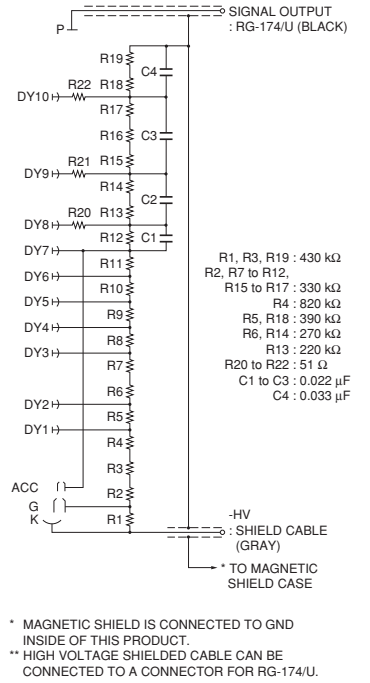 SIGNAL OUTPUT
: RG-174/U (BLACK)
P
R19
C4
DY10
R22
R18
R17
R16
C3
DY9
R21
R15
R14
C2
DY8
R20
R13
DY7
R12
C1
R11
DY6
R10
DY5
R9
DY4
R8
DY3
R7
R6
DY2
R5
DY1
R4
R3
ACC
R2
G
K
R1
R1, R3, R19 : 430 kΩ
R2, R7 to R12,
R15 to R17 : 330 kΩ
R4 : 820 kΩ
R5, R18 : 390 kΩ
R6, R14 : 270 kΩ
R13 : 220 kΩ
R20 to R22 : 51 Ω
C1 to C3 : 0.022 μF
C4 : 0.033 μF
-HV
: SHIELD CABLE
(GRAY)
* TO MAGNETIC
SHIELD CASE
* MAGNETIC SHIELD IS CONNECTED TO GND
INSIDE OF THIS PRODUCT.
** HIGH VOLTAGE SHIELDED CABLE CAN BE
CONNECTED TO A CONNECTOR FOR RG-174/U.